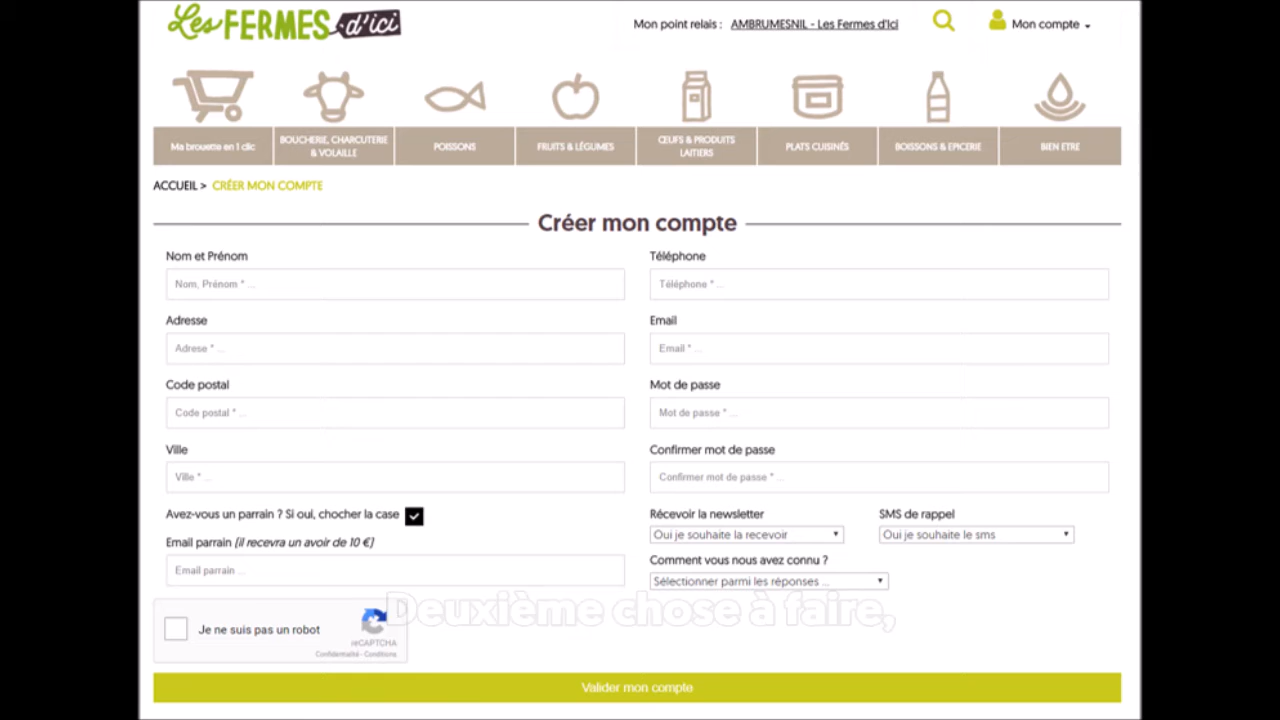 Les FERMES d'ici
Mon point relais : AMBRUMESNIL - Les Fermes d'Ici
Mon compte
Ma brouette en 1 clic
BOUCHERIE, CHARCUTERIE
& VOLAILLE
POISSONS
FRUITS & LÉGUMES
ŒUFS & PRODUITS
LAITIERS
PLATS CUISINÉS
BOISSONS & EPICERIE
BIEN ETRE
ACCUEIL > CRÉER MON COMPTE
Créer mon compte
Nom et Prénom
Nom, Prénom * ...
Téléphone
Téléphone * ...
Adresse
Adrese * ...
Email
Email * ...
Code postal
Code postal * ...
Mot de passe
Mot de passe * ...
Ville
Ville * ...
Confirmer mot de passe
Confirmer mot de passe * ...
Avez-vous un parrain ? Si oui, chocher la case
Email parrain (il recevra un avoir de 10 €)
Email parrain ...
Récevoir la newsletter
Oui je souhaite la recevoir
SMS de rappel
Oui je souhaite le sms
Comment vous nous avez connu ?
Sélectionner parmi les réponses ...
Deuxième chose à faire,
Je ne suis pas un robot
reCAPTCHA
Confidentialité - Conditions
Valider mon compte